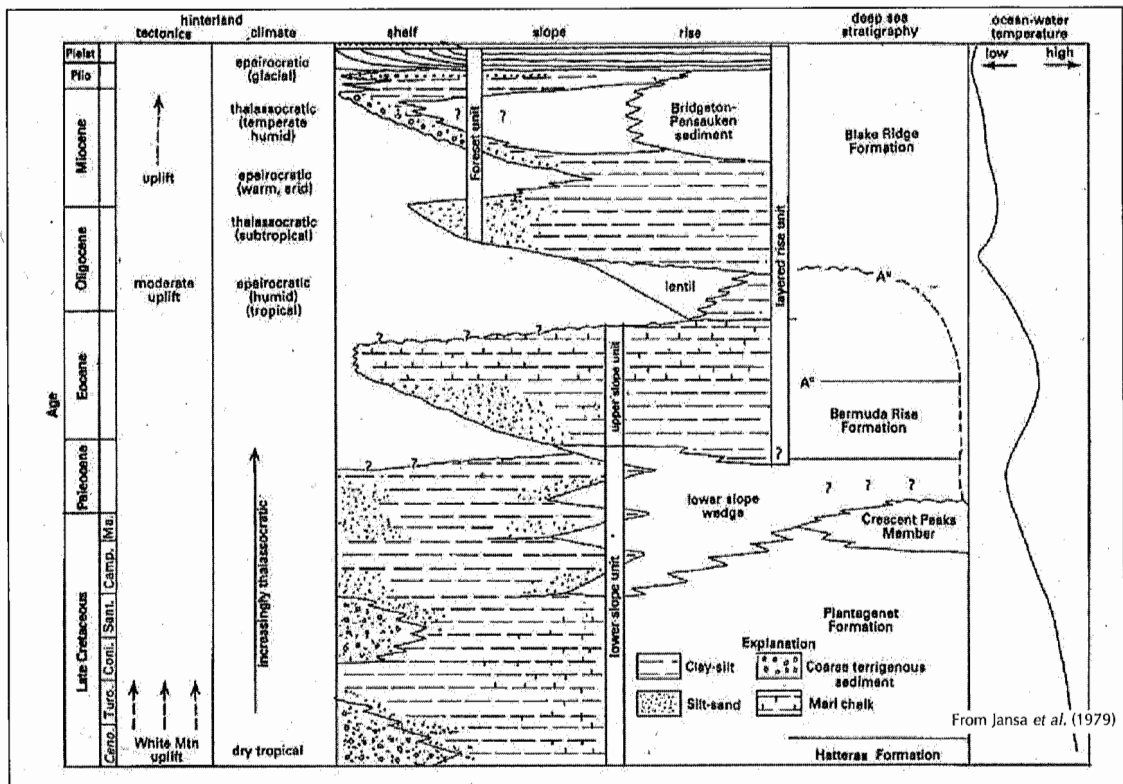 hinterland
tectonics
climate
shelf
slope
rise
deep sea
stratigraphy
ocean-water
temperature
low
high
Age
Pleist
Plio
Miocene
Oligocene
Eocene
Paleocene
Late Cretaceous
Ma.
Camp.
Sant.
Coni.
Turo.
Ceno.
uplift
moderate
uplift
White Mtn
uplift
epeirocratic
(glacial)
thalassocratic
(temperate
humid)
epeirocratic
(warm, arid)
thalassocratic
(subtropical)
epeirocratic
(humid)
(tropical)
increasingly thalassocratic
dry tropical
? ?
Foreset unit
Bridgeton-
Pensauken
sediment
lentil
layered rise unit
? ? ?
upper slope unit
? ?
?
lower slope
wedge
lower slope unit
Blake Ridge
Formation
Au
Ac
Bermuda Rise
Formation
? ? ?
Crescent Peaks
Member
Plantagenet
Formation
Hatteras Formation
Explanation
Clay-silt
Coarse terrigenous
sediment
Silt-sand
Marl chalk
From Jansa et al. (1979)